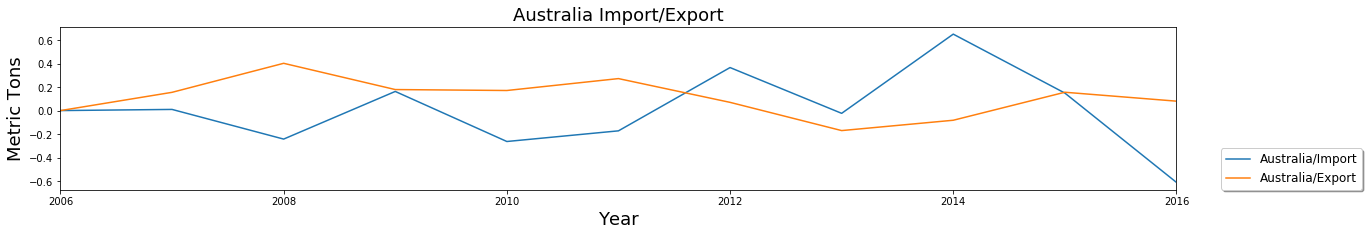 Australia Import/Export
Metric Tons
0.6
0.4
0.2
0.0
−0.2
−0.4
−0.6
2006 2008 2010 2012 2014 2016
Year
Australia/Import
Australia/Export